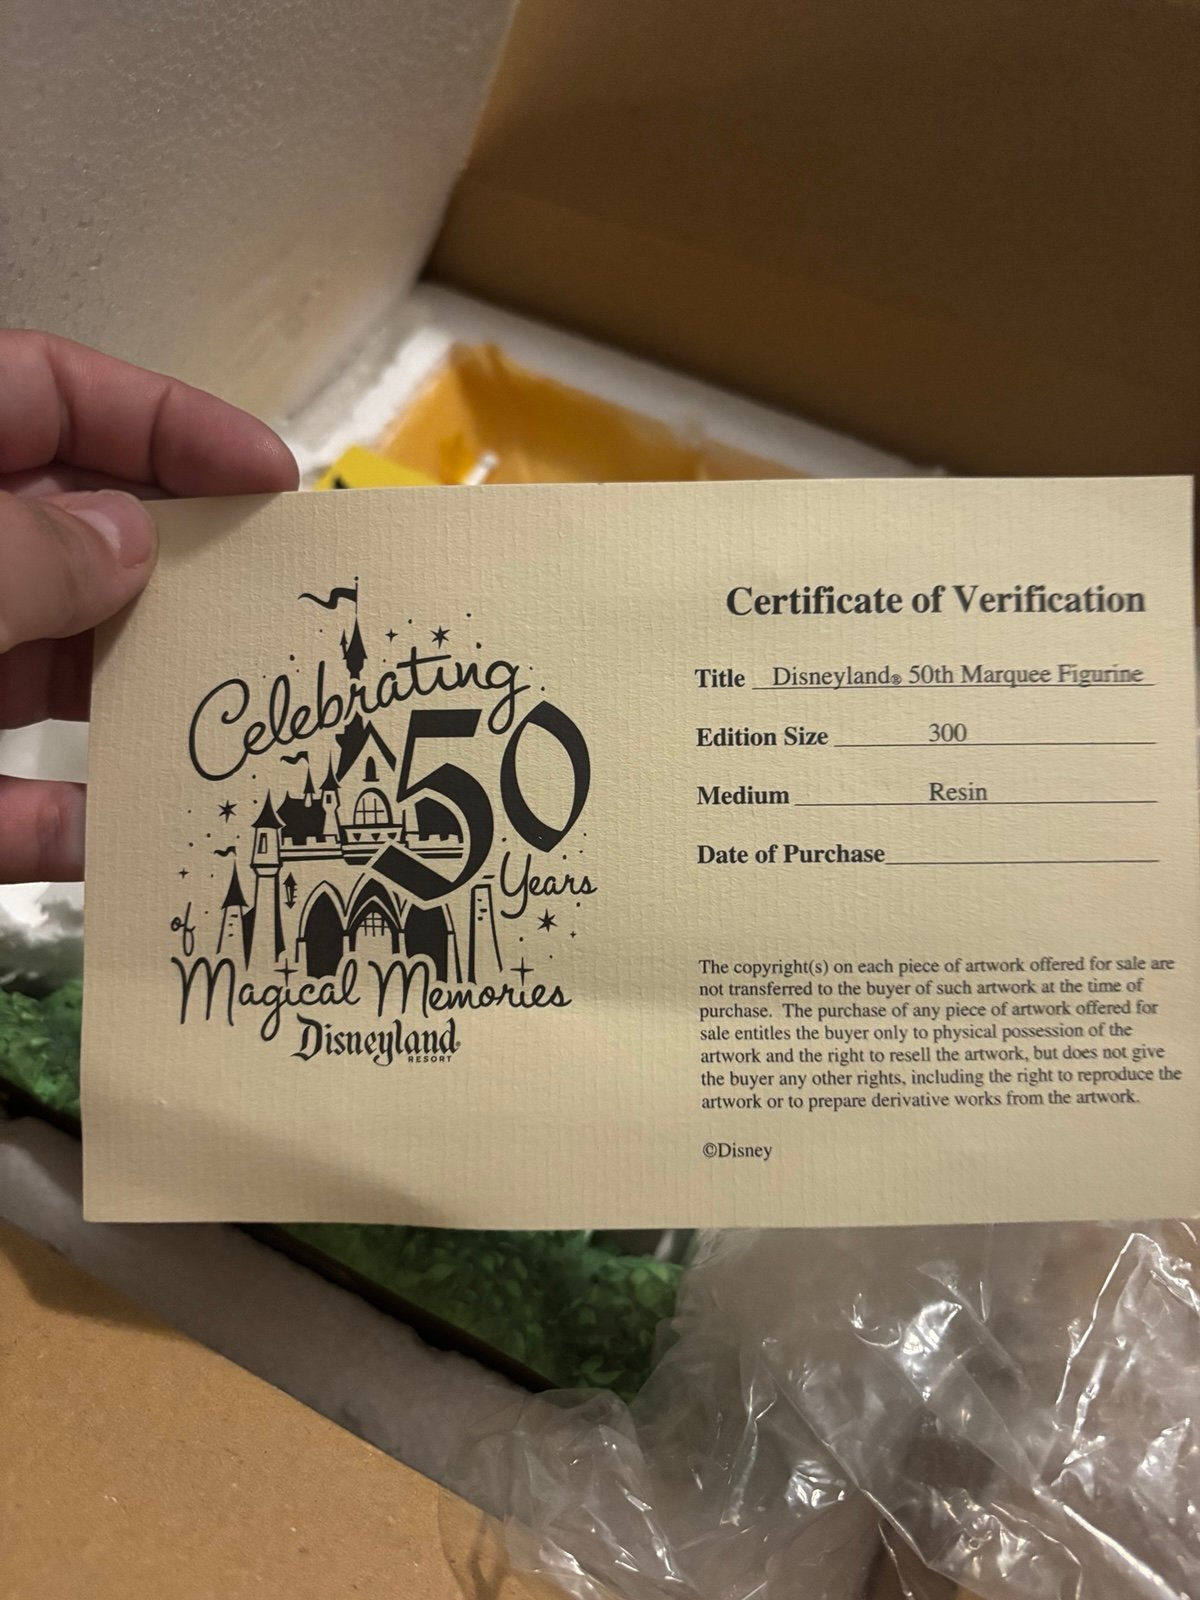 Celebrating
50
Years
of
Magical Memories
Disneyland
RESORT
Certificate of Verification
Title Disneyland® 50th Marquee Figurine
Edition Size 300
Medium Resin
Date of Purchase
The copyright(s) on each piece of artwork offered for sale are
not transferred to the buyer of such artwork at the time of
purchase. The purchase of any piece of artwork offered for
sale entitles the buyer only to physical possession of the
artwork and the right to resell the artwork, but does not give
the buyer any other rights, including the right to reproduce the
artwork or to prepare derivative works from the artwork.
©Disney